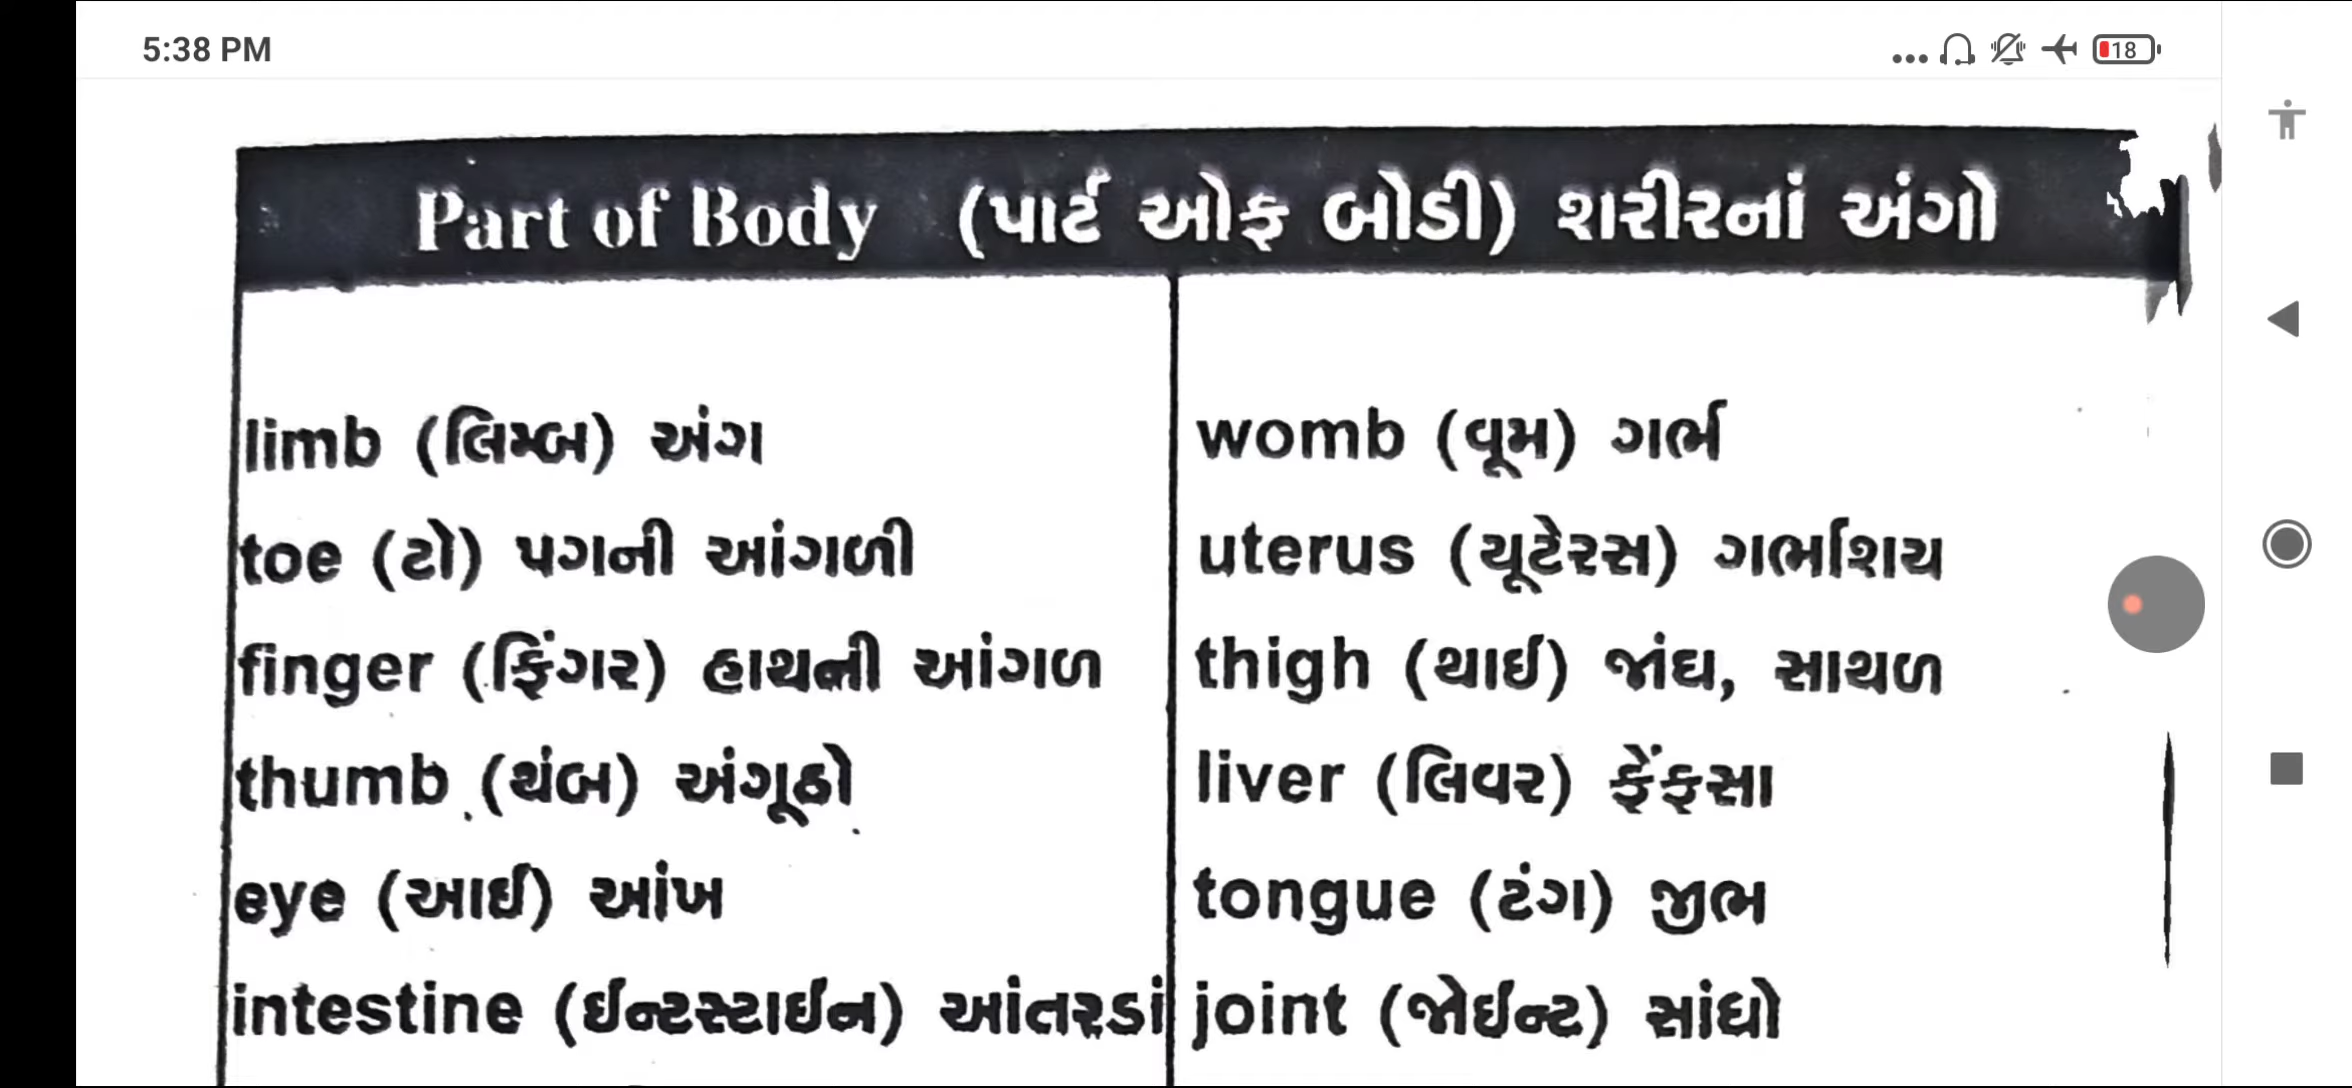 5:38 PM
18
Part of Body (પાર્ટ ઓફ બોડી) શરીરનાં અંગો
limb (લિમ્બ) અંગ
toe (ટો) પગની આંગળી
finger (ફિંગર) હાથની આંગળ
thumb (થંબ) અંગૂઠો
eye (આઈ) આંખ
intestine (ઈન્ટસ્ટાઈન) આંતરડાં
womb (વૂમ) ગર્ભ
uterus (યૂટેરસ) ગર્ભાશય
thigh (થાઈ) જાંઘ, સાથળ
liver (લિવર) ફેંફસા
tongue (ટંગ) જીભ
joint (જોઈન્ટ) સાંધો